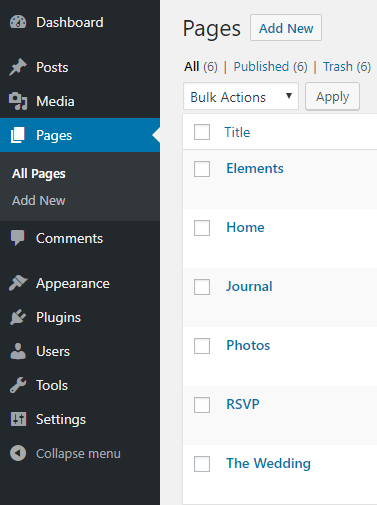 Dashboard
Posts
Media
Pages
All Pages
Add New
Comments
Appearance
Plugins
Users
Tools
Settings
Collapse menu
Pages Add New
All (6) | Published (6) | Trash (6)
Bulk Actions Apply
Title
Elements
Home
Journal
Photos
RSVP
The Wedding